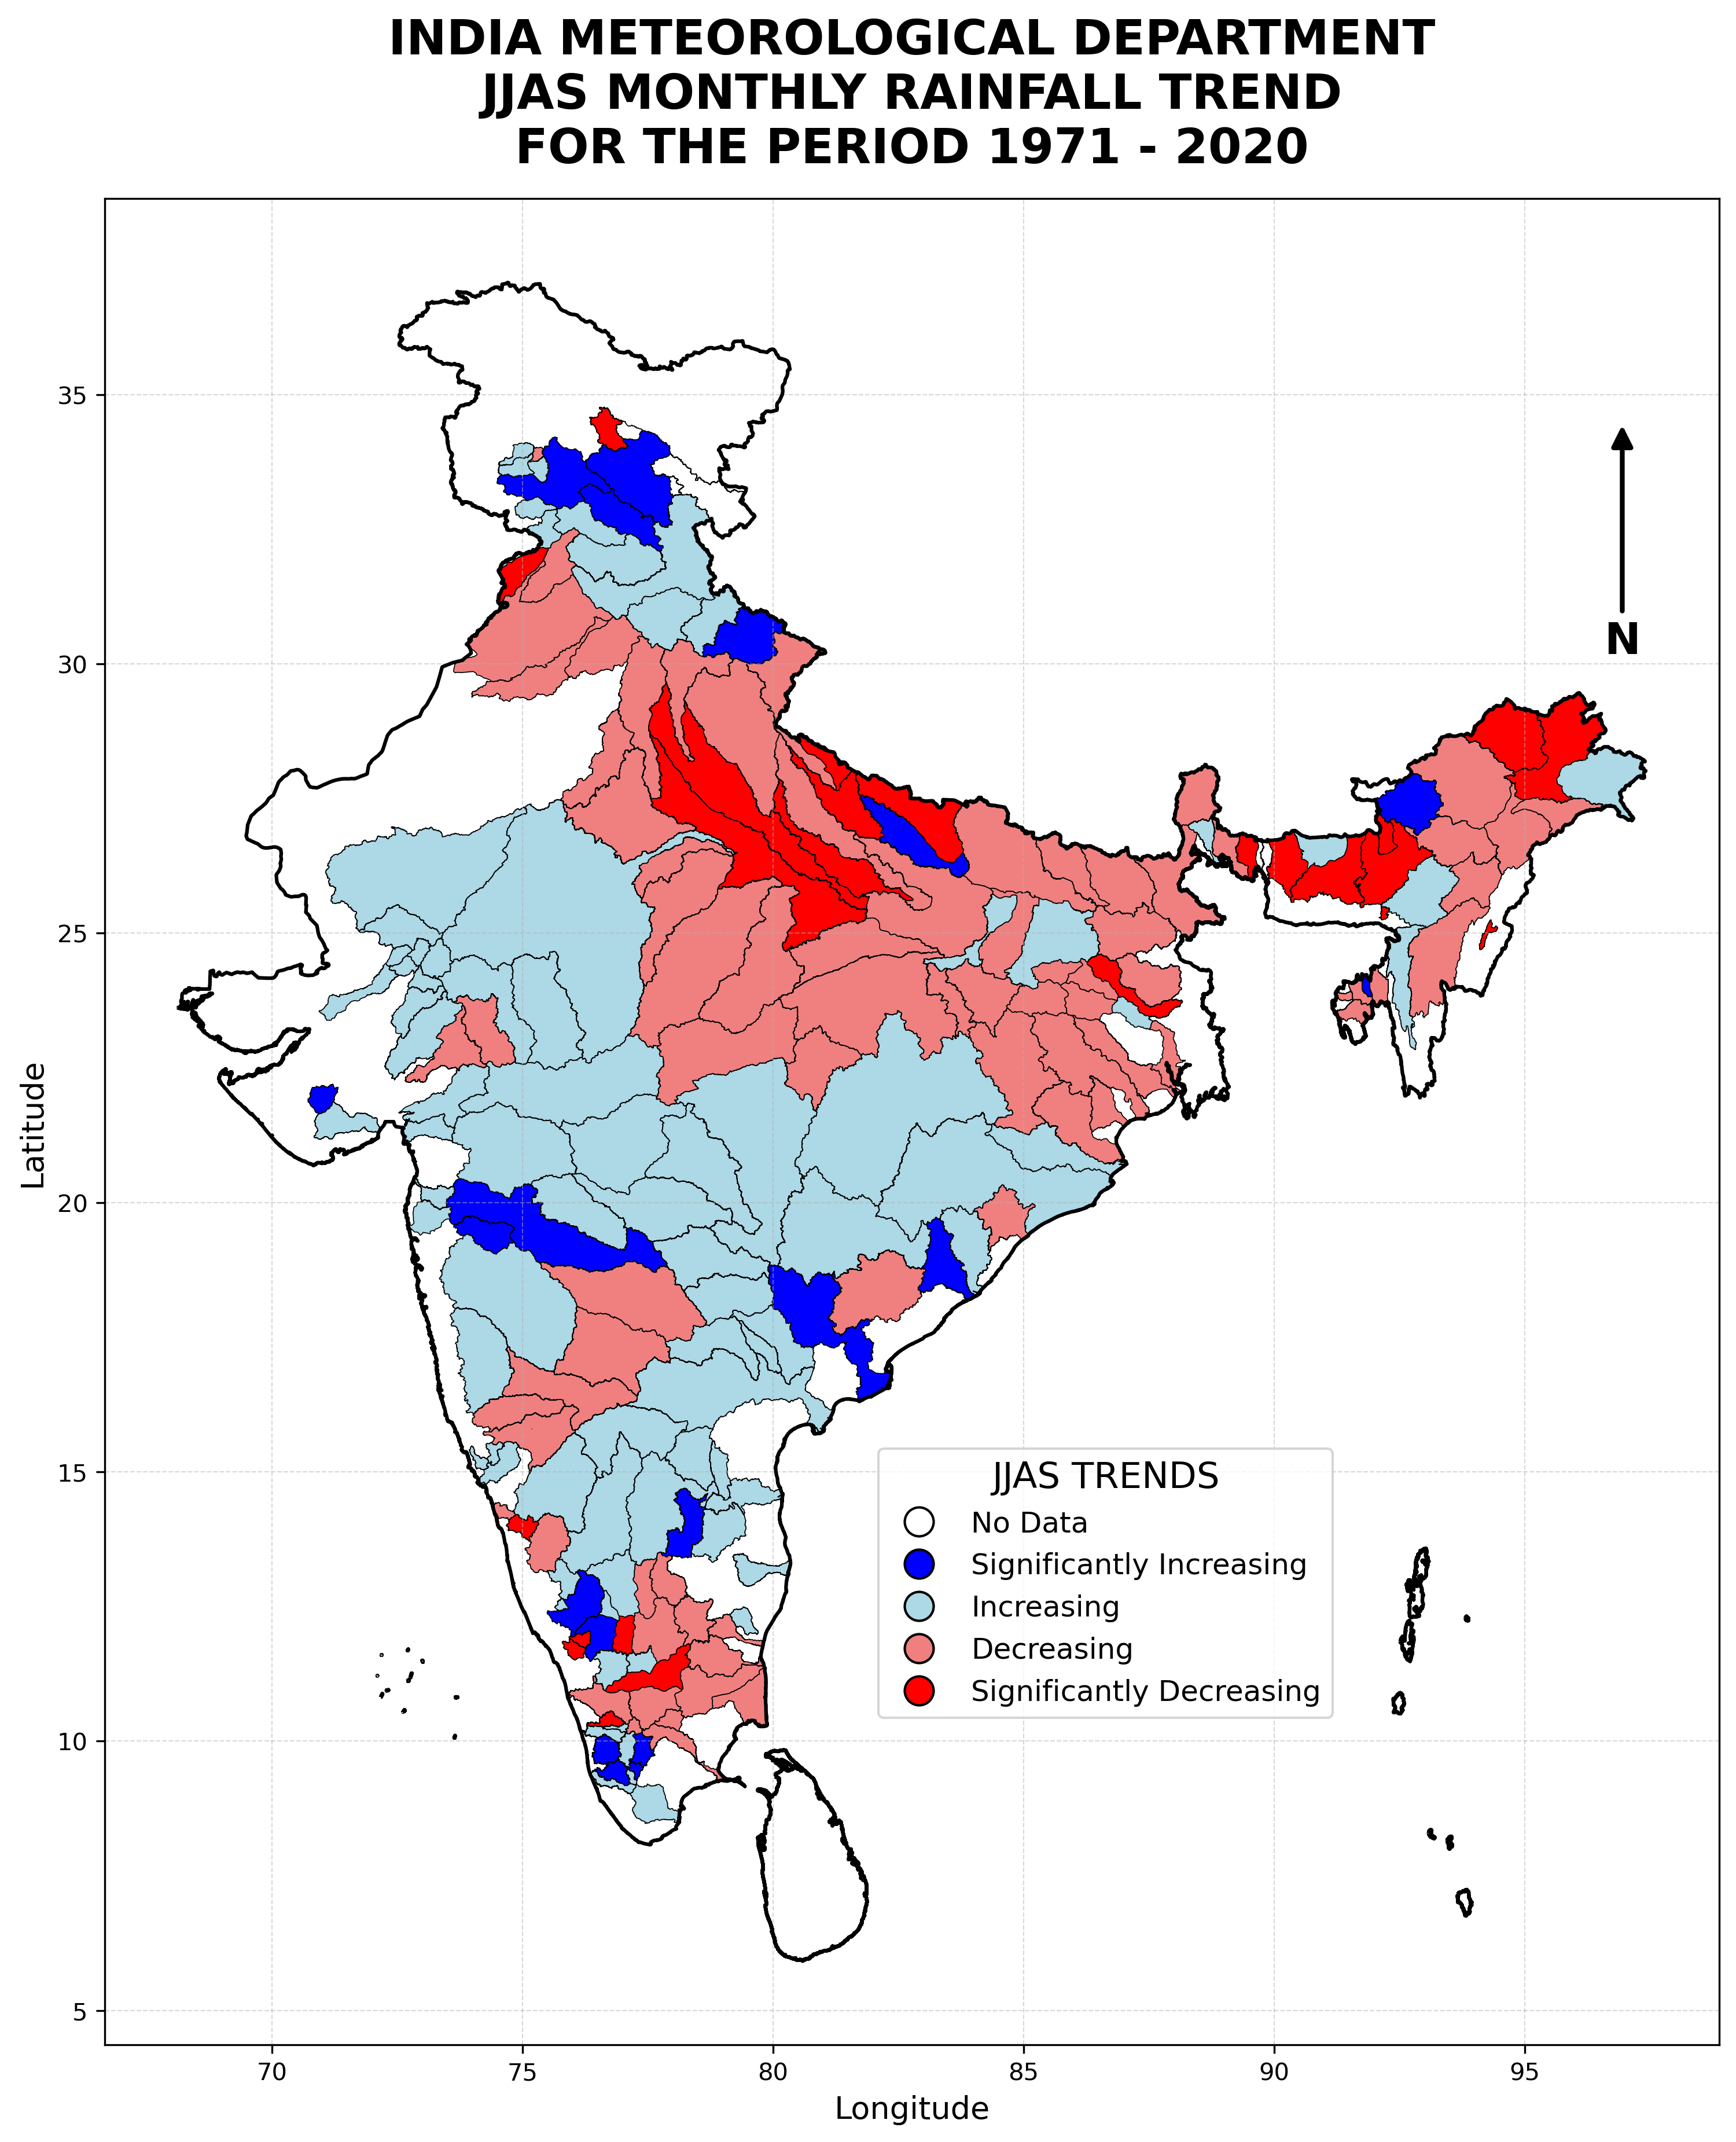 INDIA METEOROLOGICAL DEPARTMENT
JJAS MONTHLY RAINFALL TREND
FOR THE PERIOD 1971 - 2020
35
30
25
20
15
10
5
Latitude
N
JJAS TRENDS
No Data
Significantly Increasing
Increasing
Decreasing
Significantly Decreasing
70 75 80 85 90 95
Longitude